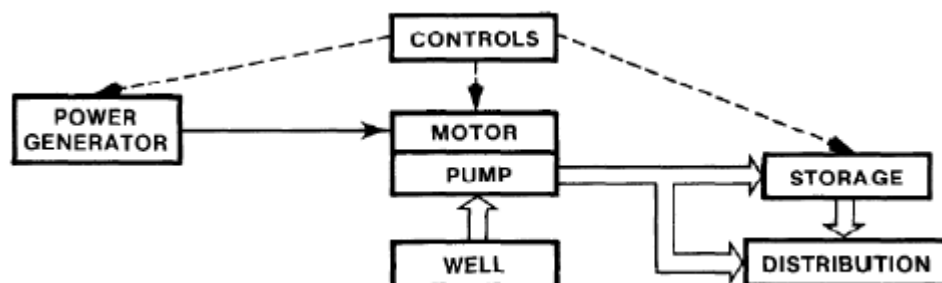 CONTROLS
POWER
GENERATOR
MOTOR
PUMP
STORAGE
WELL
DISTRIBUTION